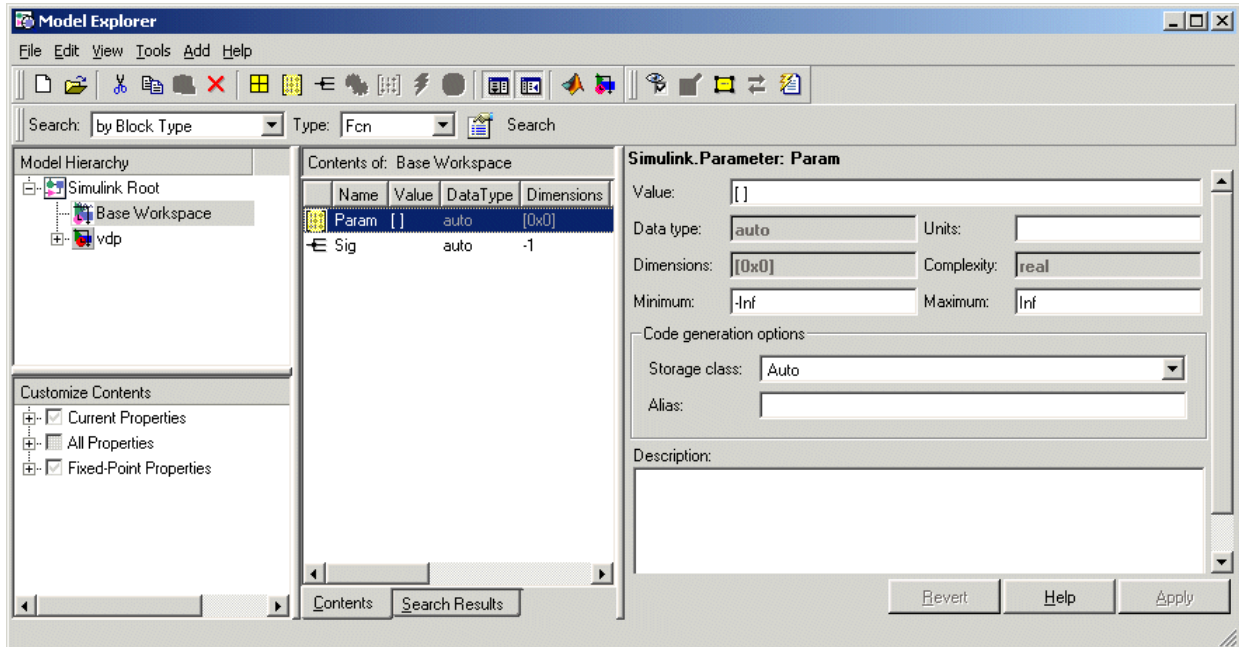 Model Explorer
File Edit View Tools Add Help
Search: by Block Type Type: Fcn Search
Model Hierarchy
Simulink Root
Base Workspace
vdp
Customize Contents
Current Properties
All Properties
Fixed-Point Properties
Contents of: Base Workspace
Name Value DataType Dimensions
Param [ ] auto [0x0]
Sig auto -1
Contents Search Results
Simulink.Parameter: Param
Value: [ ]
Data type: auto Units:
Dimensions: [0x0] Complexity: real
Minimum: -Inf Maximum: Inf
Code generation options
Storage class: Auto
Alias:
Description:
Revert Help Apply